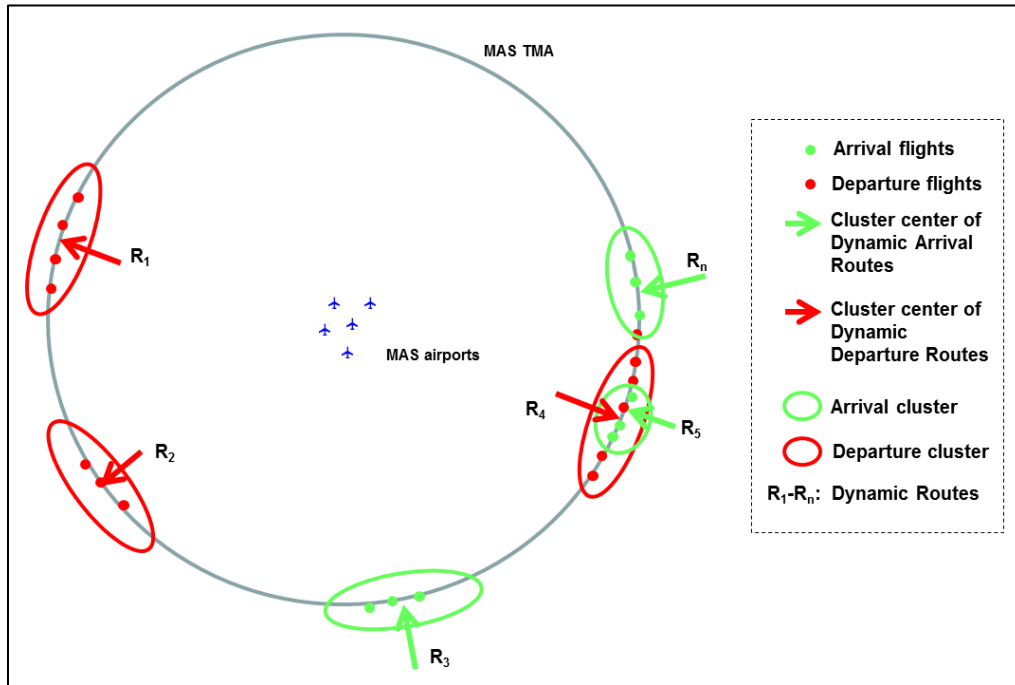 MAS TMA
R₁
Rₙ
MAS airports
R₄
R₅
R₂
R₃
Arrival flights
Departure flights
Cluster center of
Dynamic Arrival
Routes
Cluster center of
Dynamic
Departure Routes
Arrival cluster
Departure cluster
R₁-Rₙ: Dynamic Routes